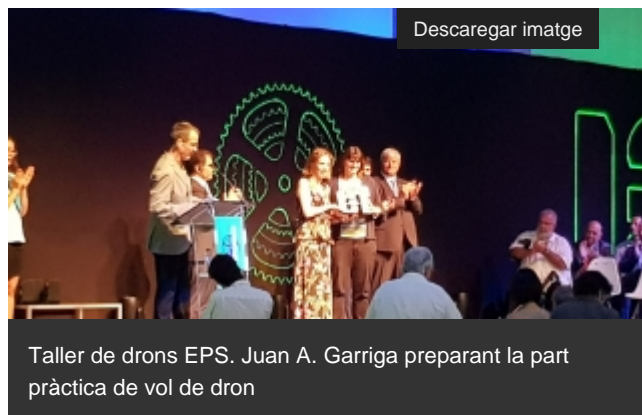 Descaregar imatge
Taller de drons EPS. Juan A. Garriga preparant la part
pràctica de vol de dron